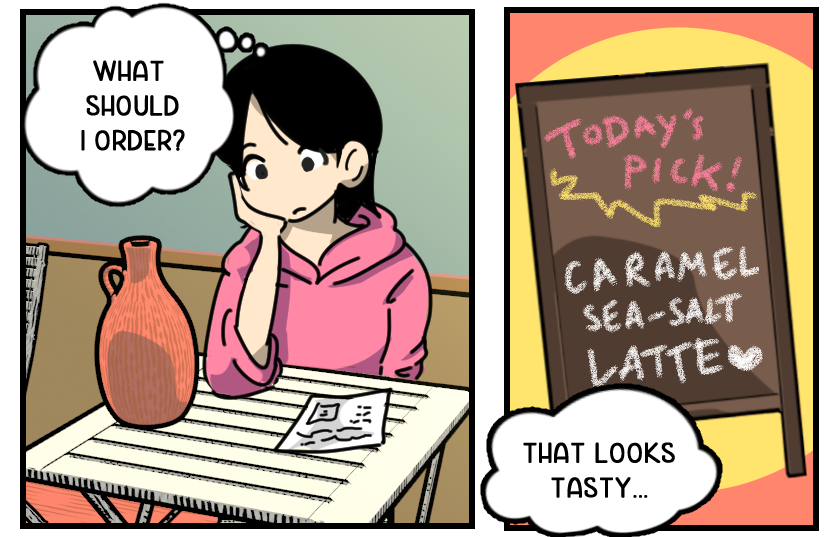 WHAT
SHOULD
I ORDER?
TODAY'S
PICK!
CARAMEL
SEA-SALT
LATTE♥
THAT LOOKS
TASTY...